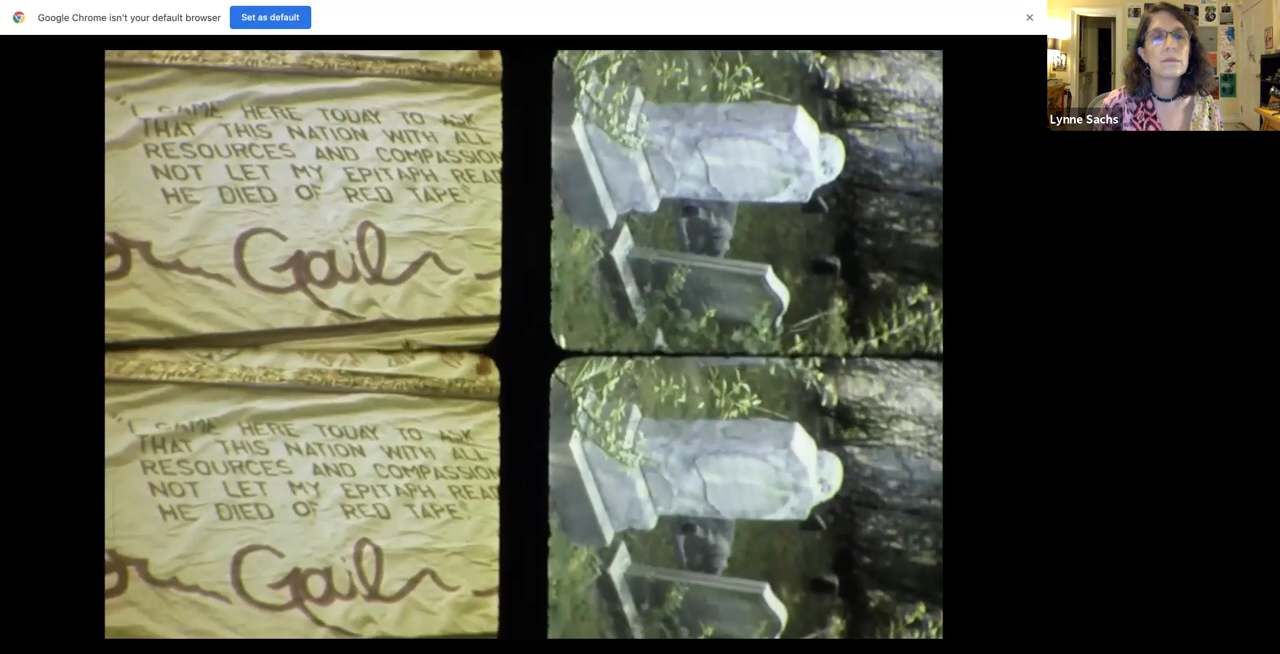 Google Chrome isn't your default browser
Set as default
Lynne Sachs
"I CAME HERE TODAY TO ASK
THAT THIS NATION WITH ALL
RESOURCES AND COMPASSION
NOT LET MY EPITAPH READ
HE DIED OF RED TAPE"
Gail
"I CAME HERE TODAY TO ASK
THAT THIS NATION WITH ALL
RESOURCES AND COMPASSION
NOT LET MY EPITAPH READ
HE DIED OF RED TAPE"
Gail